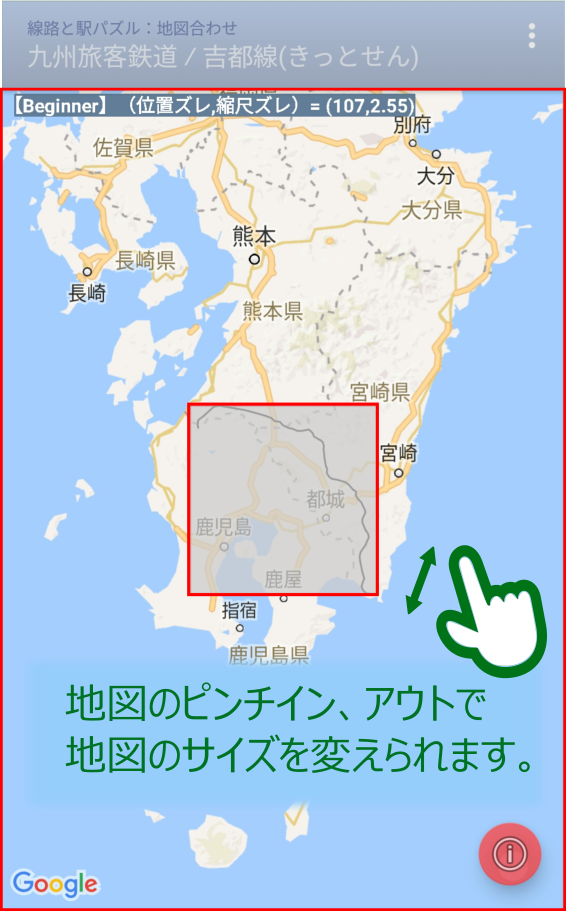 線路と駅パズル：地図合わせ
九州旅客鉄道 / 吉都線(きっとせん)
【Beginner】（位置ズレ,縮尺ズレ）= (107,2.55)
別府
佐賀県
大分
大分県
熊本
長崎県
長崎
熊本県
宮崎県
宮崎
都城
鹿児島
鹿屋
指宿
鹿児島県
地図のピンチイン、アウトで
地図のサイズを変えられます。
Google